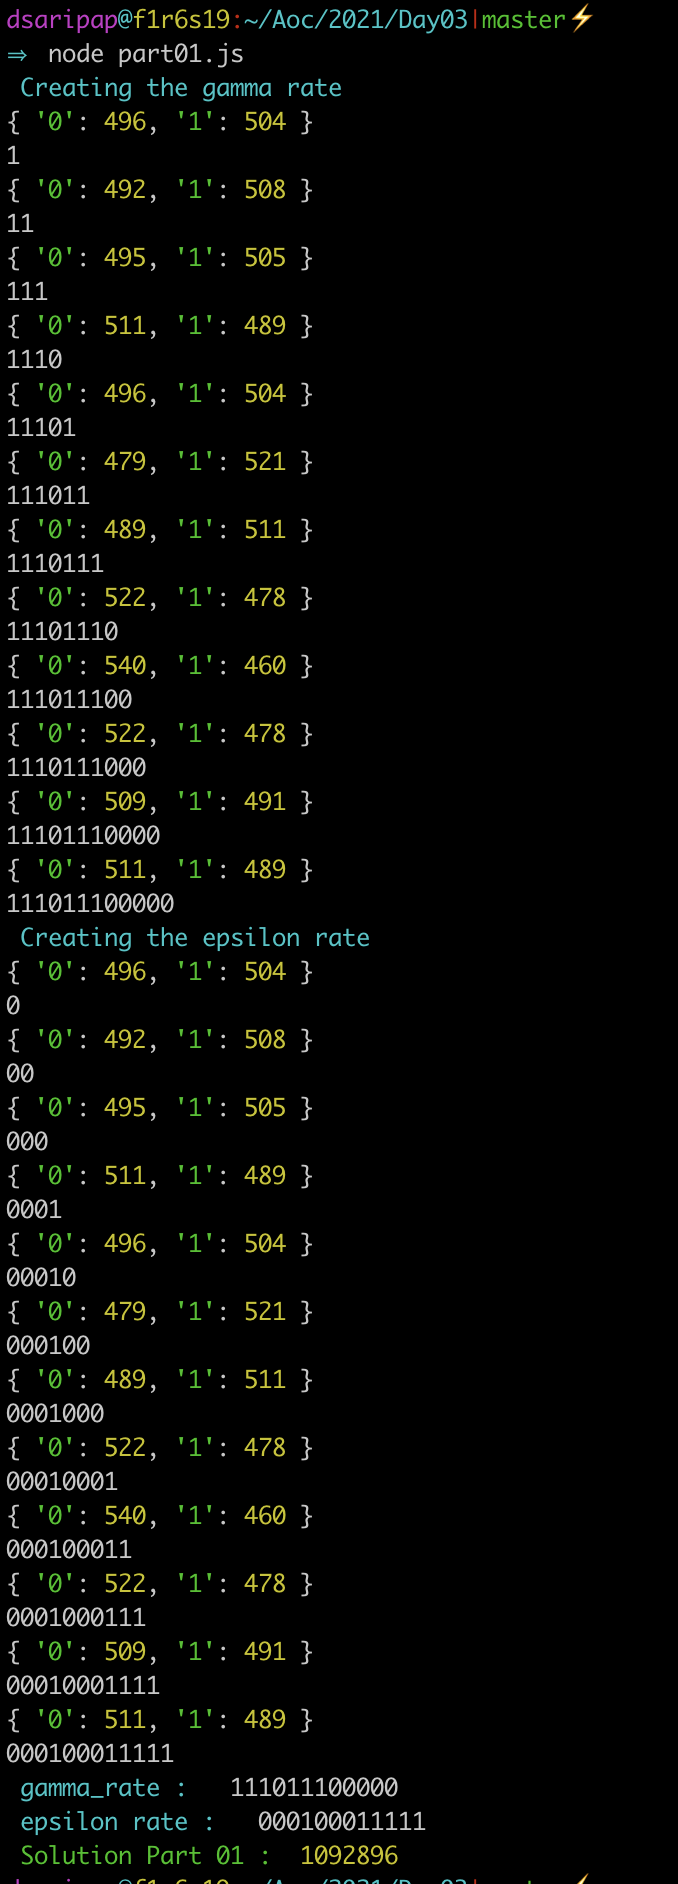 dsaripap@f1r6s19:~/Aoc/2021/Day03|master⚡
⇒ node part01.js
Creating the gamma rate
{ '0': 496, '1': 504 }
1
{ '0': 492, '1': 508 }
11
{ '0': 495, '1': 505 }
111
{ '0': 511, '1': 489 }
1110
{ '0': 496, '1': 504 }
11101
{ '0': 479, '1': 521 }
111011
{ '0': 489, '1': 511 }
1110111
{ '0': 522, '1': 478 }
11101110
{ '0': 540, '1': 460 }
111011100
{ '0': 522, '1': 478 }
1110111000
{ '0': 509, '1': 491 }
11101110000
{ '0': 511, '1': 489 }
111011100000
Creating the epsilon rate
{ '0': 496, '1': 504 }
0
{ '0': 492, '1': 508 }
00
{ '0': 495, '1': 505 }
000
{ '0': 511, '1': 489 }
0001
{ '0': 496, '1': 504 }
00010
{ '0': 479, '1': 521 }
000100
{ '0': 489, '1': 511 }
0001000
{ '0': 522, '1': 478 }
00010001
{ '0': 540, '1': 460 }
000100011
{ '0': 522, '1': 478 }
0001000111
{ '0': 509, '1': 491 }
00010001111
{ '0': 511, '1': 489 }
000100011111
gamma_rate : 111011100000
epsilon rate : 000100011111
Solution Part 01 : 1092896